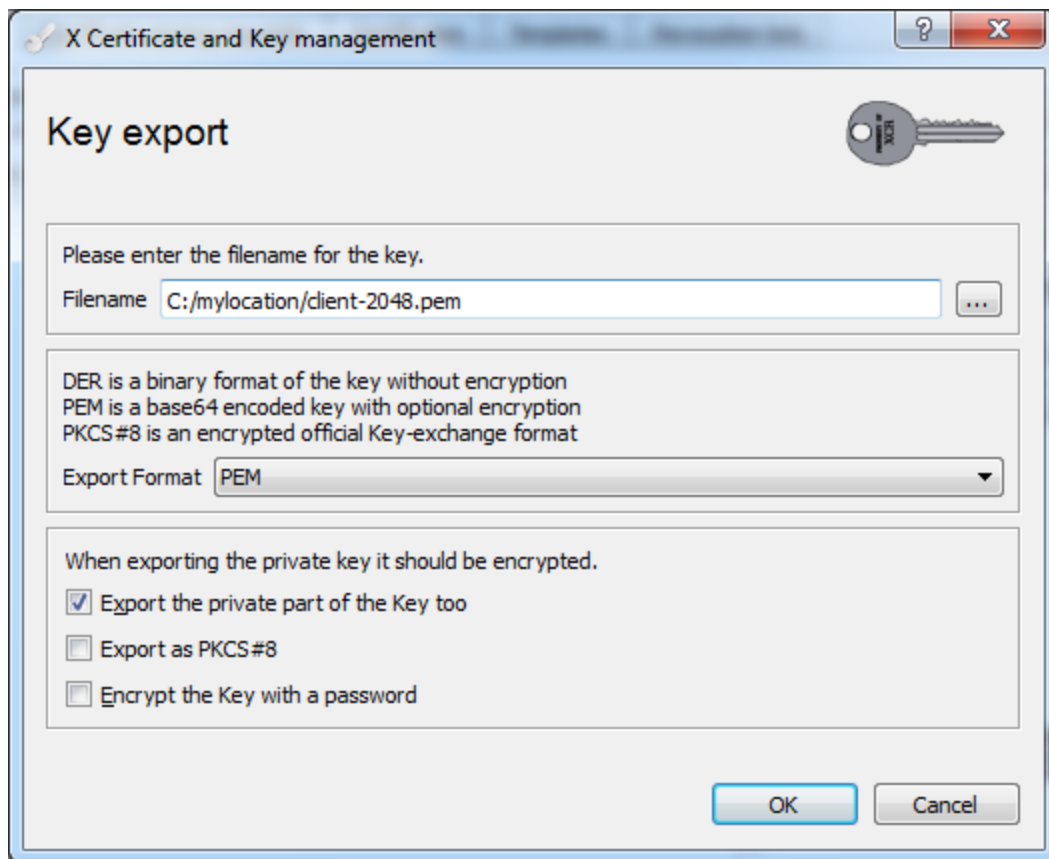 X Certificate and Key management
Key export
XCA
Please enter the filename for the key.
Filename C:/mylocation/client-2048.pem ...
DER is a binary format of the key without encryption
PEM is a base64 encoded key with optional encryption
PKCS#8 is an encrypted official Key-exchange format
Export Format PEM
When exporting the private key it should be encrypted.
Export the private part of the Key too
Export as PKCS#8
Encrypt the Key with a password
OK Cancel